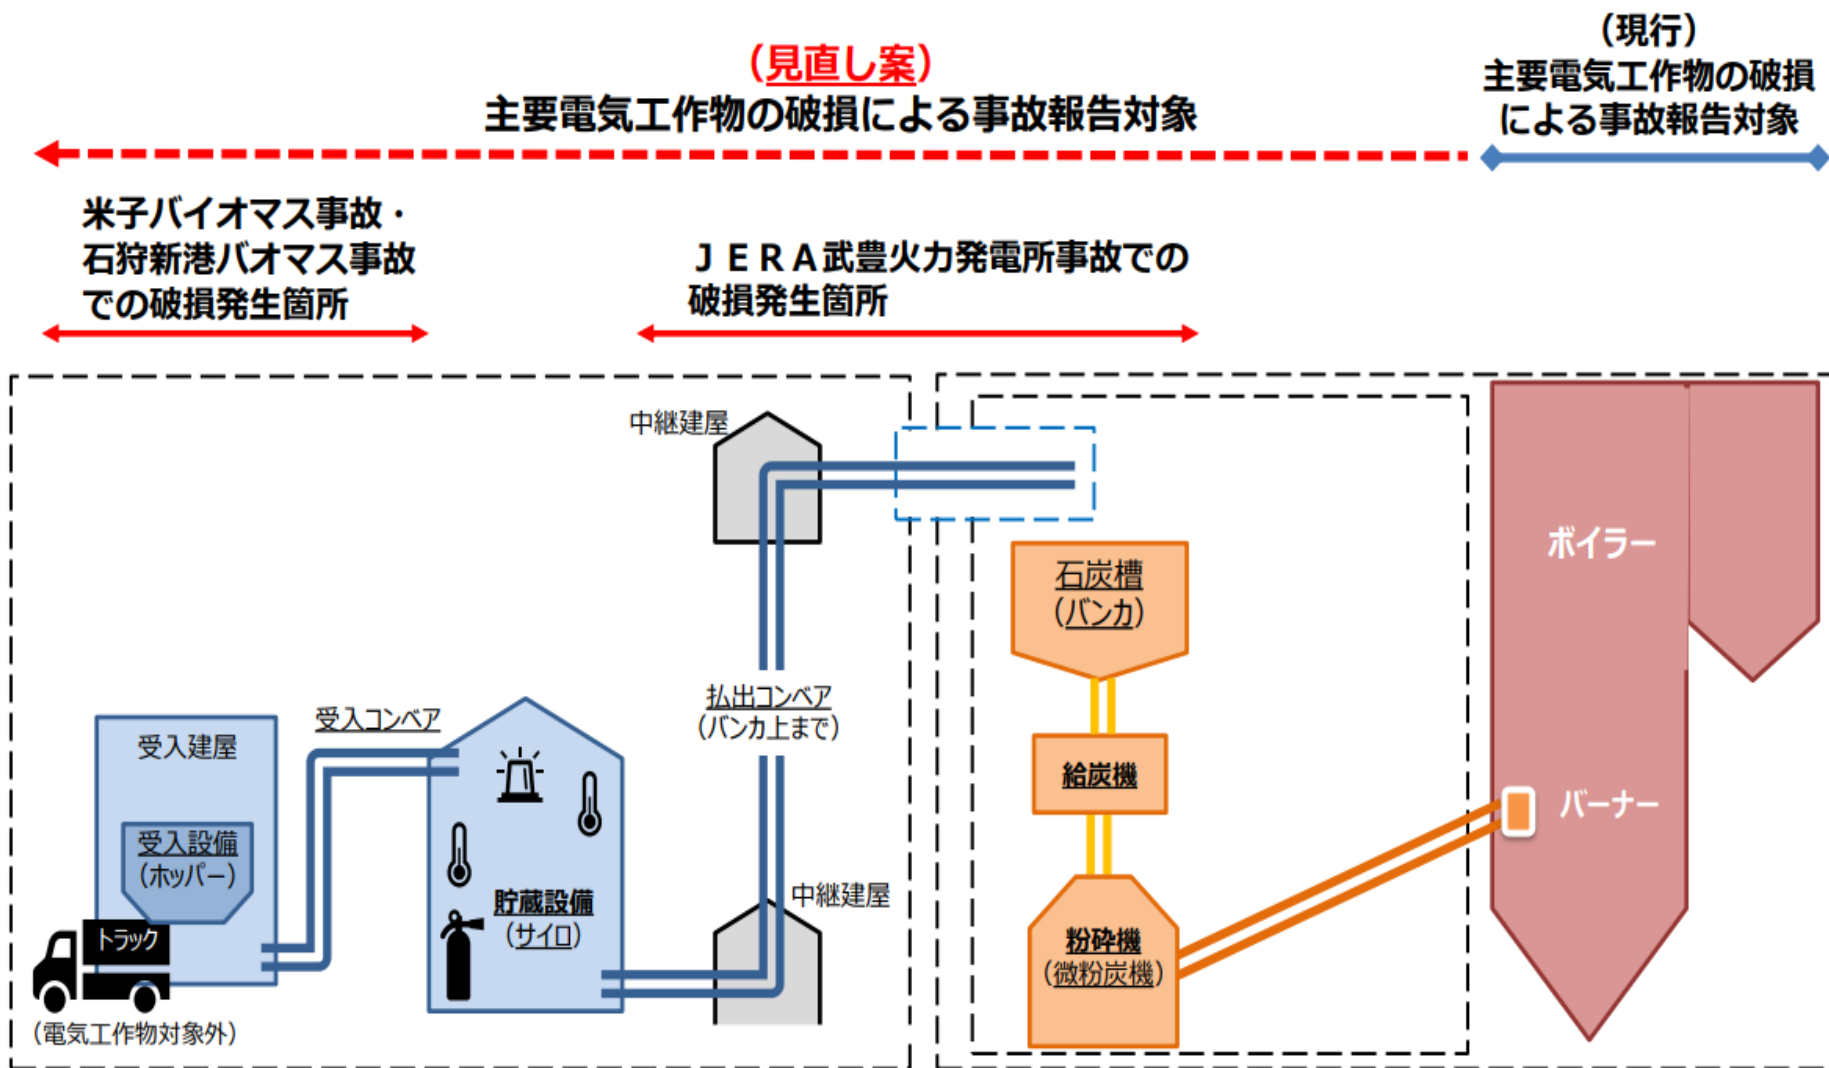 （見直し案）
主要電気工作物の破損による事故報告対象
（現行）
主要電気工作物の破損
による事故報告対象
米子バイオマス事故・
石狩新港バオマス事故
での破損発生箇所
ＪＥＲＡ武豊火力発電所事故での
破損発生箇所
中継建屋
石炭槽
（バンカ）
ボイラー
払出コンベア
（バンカ上まで）
受入コンベア
受入建屋
給炭機
バーナー
受入設備
（ホッパー）
貯蔵設備
（サイロ）
中継建屋
トラック
粉砕機
（微粉炭機）
（電気工作物対象外）